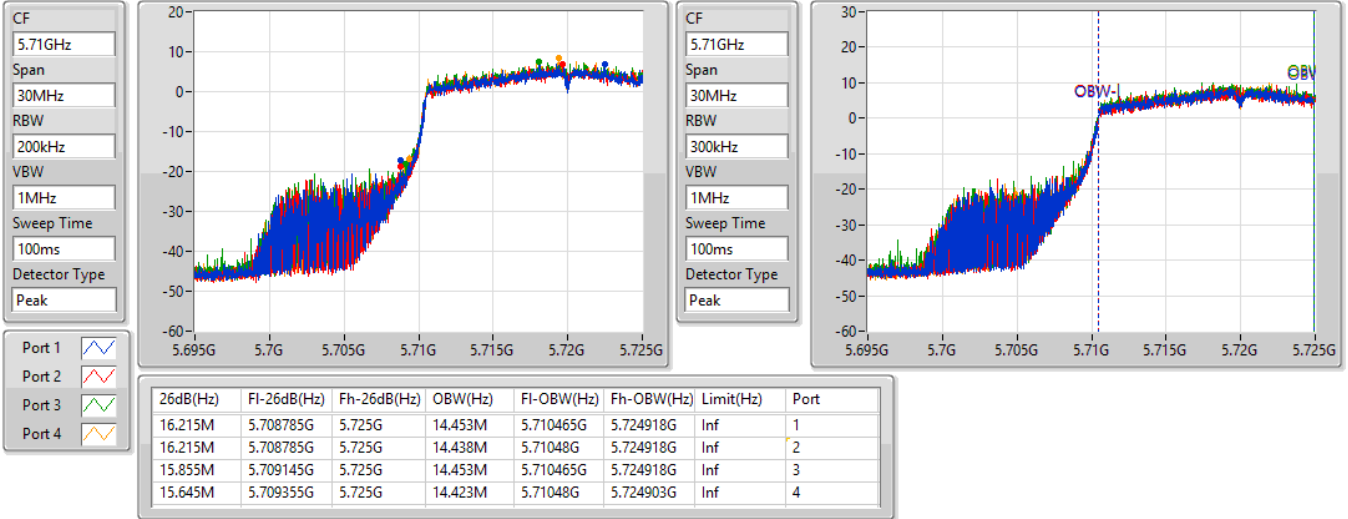 CF
5.71GHz
Span
30MHz
RBW
200kHz
VBW
1MHz
Sweep Time
100ms
Detector Type
Peak
20
10
0
-10
-20
-30
-40
-50
-60
5.695G 5.7G 5.705G 5.71G 5.715G 5.72G 5.725G
CF
5.71GHz
Span
30MHz
RBW
300kHz
VBW
1MHz
Sweep Time
100ms
Detector Type
Peak
30
20
10
0
-10
-20
-30
-40
-50
-60
OBW-l
OBW
5.695G 5.7G 5.705G 5.71G 5.715G 5.72G 5.725G
Port 1
Port 2
Port 3
Port 4
26dB(Hz) Fl-26dB(Hz) Fh-26dB(Hz) OBW(Hz) Fl-OBW(Hz) Fh-OBW(Hz) Limit(Hz) Port
16.215M 5.708785G 5.725G 14.453M 5.710465G 5.724918G Inf 1
16.215M 5.708785G 5.725G 14.438M 5.71048G 5.724918G Inf 2
15.855M 5.709145G 5.725G 14.453M 5.710465G 5.724918G Inf 3
15.645M 5.709355G 5.725G 14.423M 5.71048G 5.724903G Inf 4